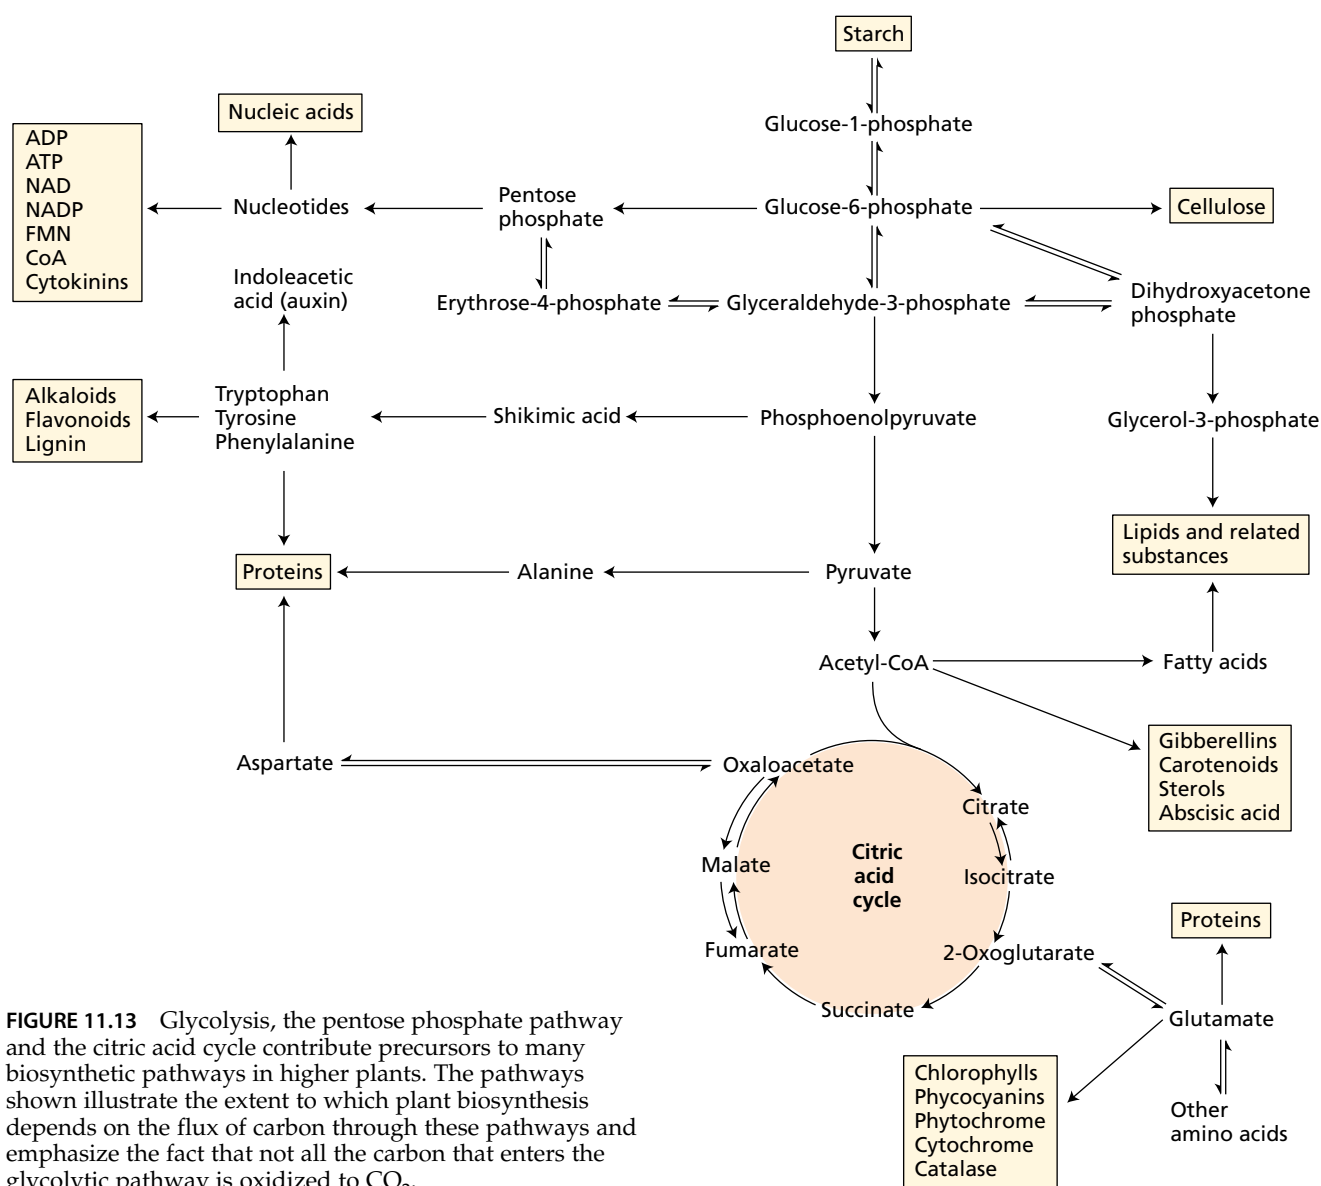 Starch
Glucose-1-phosphate
Nucleic acids
ADP
ATP
NAD
NADP
FMN
CoA
Cytokinins
Nucleotides
Pentose
phosphate
Glucose-6-phosphate
Cellulose
Indoleacetic
acid (auxin)
Erythrose-4-phosphate
Glyceraldehyde-3-phosphate
Dihydroxyacetone
phosphate
Alkaloids
Flavonoids
Lignin
Tryptophan
Tyrosine
Phenylalanine
Shikimic acid
Phosphoenolpyruvate
Glycerol-3-phosphate
Lipids and related
substances
Proteins
Alanine
Pyruvate
Acetyl-CoA
Fatty acids
Gibberellins
Carotenoids
Sterols
Abscisic acid
Aspartate
Oxaloacetate
Citrate
Malate
Citric
acid
cycle
Isocitrate
Fumarate
2-Oxoglutarate
Succinate
Proteins
Glutamate
Other
amino acids
Chlorophylls
Phycocyanins
Phytochrome
Cytochrome
Catalase
FIGURE 11.13 Glycolysis, the pentose phosphate pathway
and the citric acid cycle contribute precursors to many
biosynthetic pathways in higher plants. The pathways
shown illustrate the extent to which plant biosynthesis
depends on the flux of carbon through these pathways and
emphasize the fact that not all the carbon that enters the
glycolytic pathway is oxidized to CO₂.